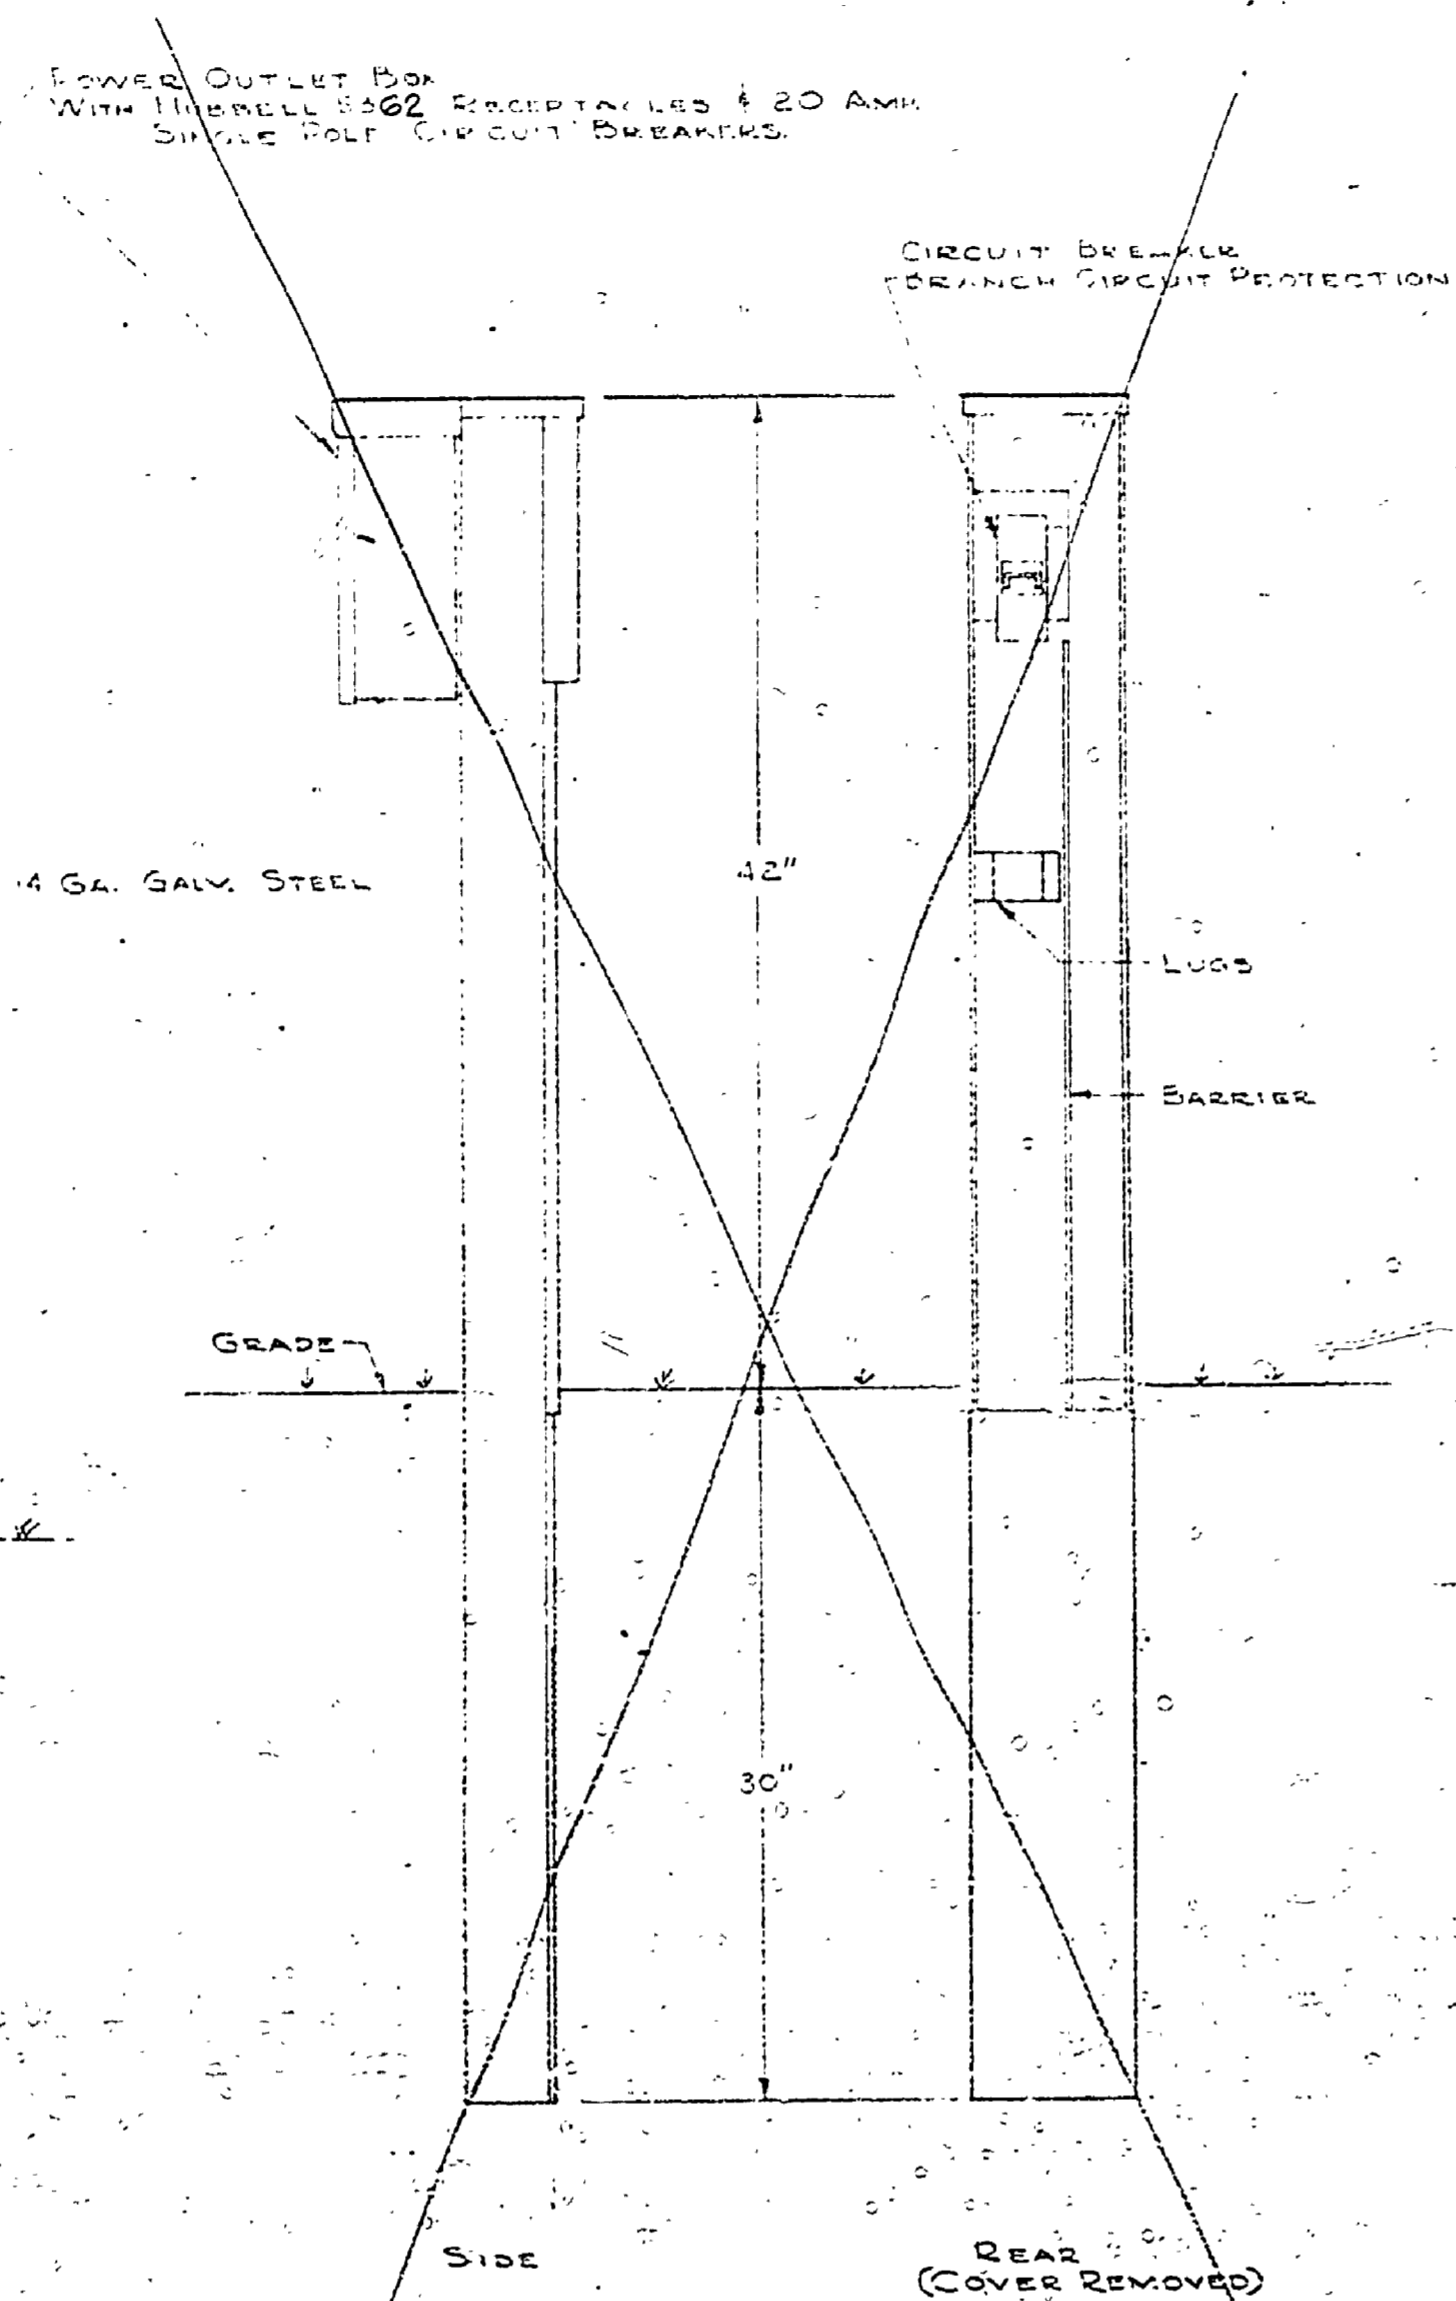 POWER OUTLET BOX
WITH HUBBELL 5362 RECEPTACLES & 20 AMP.
SINGLE POLE CIRCUIT BREAKERS.
CIRCUIT BREAKER
BRANCH CIRCUIT PROTECTION
42"
14 GA. GALV. STEEL
LUGS
BARRIER
GRADE
30"
SIDE
REAR
(COVER REMOVED)